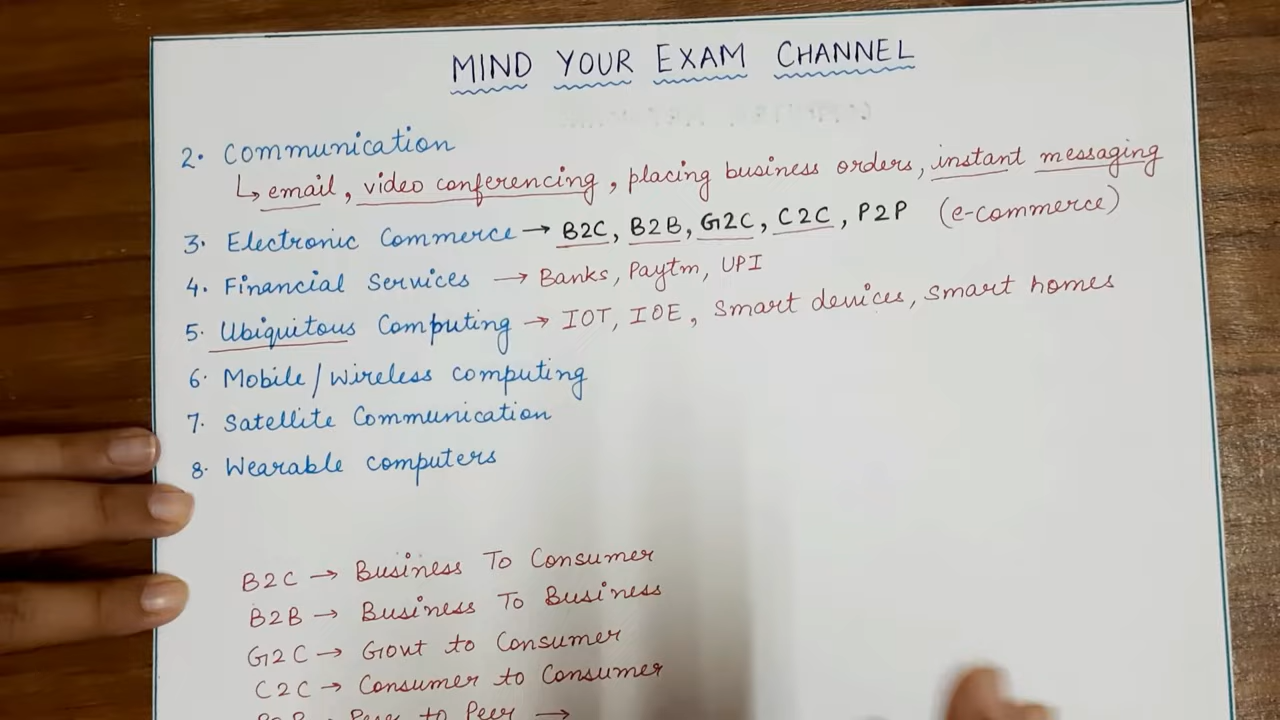 MIND YOUR EXAM CHANNEL
2. Communication
↳ email, video conferencing, placing business orders, instant messaging
3. Electronic Commerce → B2C, B2B, G2C, C2C, P2P (e-commerce)
4. Financial Services → Banks, Paytm, UPI
5. Ubiquitous Computing → IOT, IOE, Smart devices, smart homes
6. Mobile/wireless computing
7. Satellite Communication
8. Wearable computers
B2C → Business To Consumer
B2B → Business To Business
G2C → Govt to Consumer
C2C → Consumer to Consumer
to Peer →